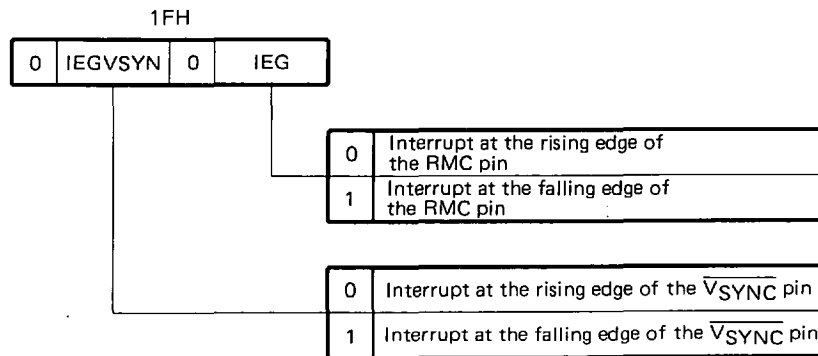 1FH
0 IEGVSYN 0 IEG
0 Interrupt at the rising edge of
the RMC pin
1 Interrupt at the falling edge of
the RMC pin
0 Interrupt at the rising edge of the V̅S̅Y̅N̅C̅ pin
1 Interrupt at the falling edge of the V̅S̅Y̅N̅C̅ pin